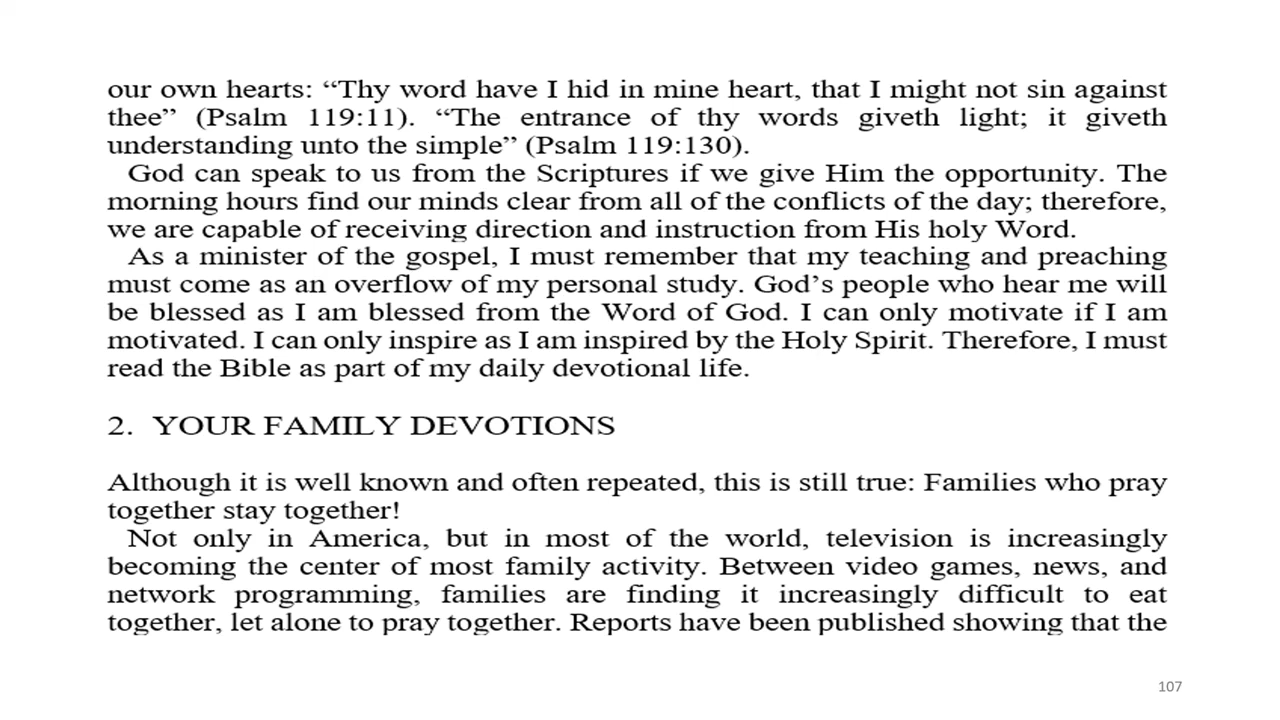 our own hearts: “Thy word have I hid in mine heart, that I might not sin against
thee” (Psalm 119:11). “The entrance of thy words giveth light; it giveth
understanding unto the simple” (Psalm 119:130).
God can speak to us from the Scriptures if we give Him the opportunity. The
morning hours find our minds clear from all of the conflicts of the day; therefore,
we are capable of receiving direction and instruction from His holy Word.
As a minister of the gospel, I must remember that my teaching and preaching
must come as an overflow of my personal study. God’s people who hear me will
be blessed as I am blessed from the Word of God. I can only motivate if I am
motivated. I can only inspire as I am inspired by the Holy Spirit. Therefore, I must
read the Bible as part of my daily devotional life.
2. YOUR FAMILY DEVOTIONS
Although it is well known and often repeated, this is still true: Families who pray
together stay together!
Not only in America, but in most of the world, television is increasingly
becoming the center of most family activity. Between video games, news, and
network programming, families are finding it increasingly difficult to eat
together, let alone to pray together. Reports have been published showing that the
107